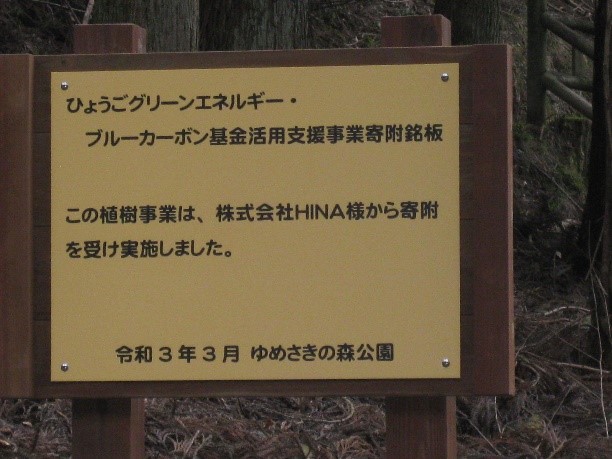 ひょうごグリーンエネルギー・
ブルーカーボン基金活用支援事業寄附銘板
この植樹事業は、株式会社HINA様から寄附
を受け実施しました。
令和3年3月 ゆめさきの森公園